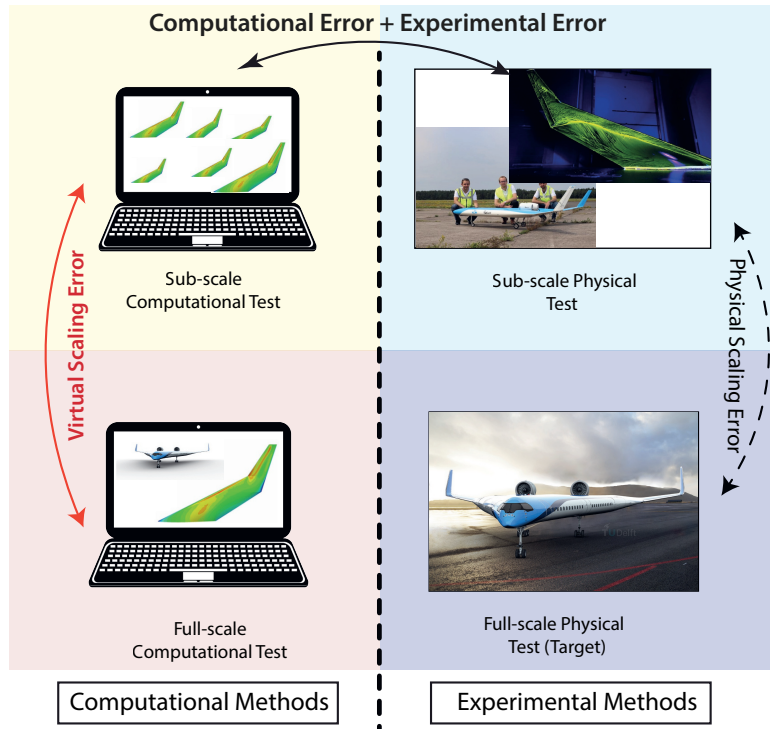 Computational Error + Experimental Error
Sub-scale
Computational Test
Sub-scale Physical
Test
Virtual Scaling Error
Physical Scaling Error
Full-scale
Computational Test
Full-scale Physical
Test (Target)
Computational Methods
Experimental Methods